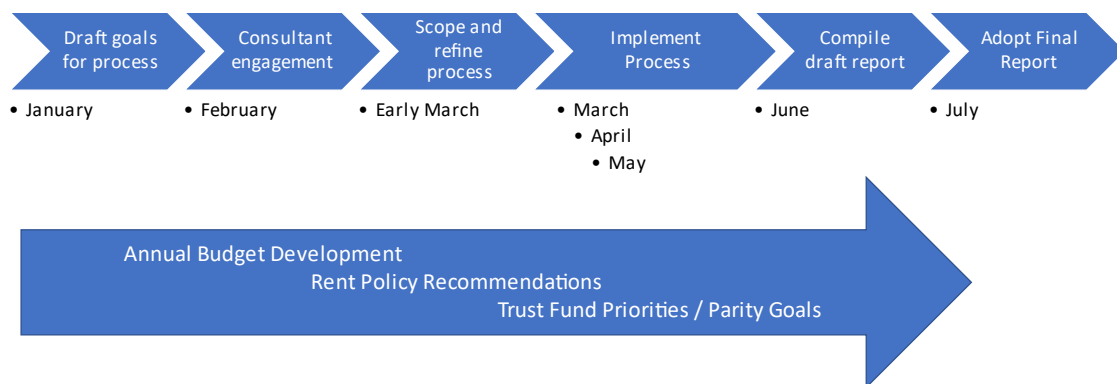 Draft goals
for process
Consultant
engagement
Scope and
refine
process
Implement
Process
Compile
draft report
Adopt Final
Report
• January
• February
• Early March
• March
• April
• May
• June
• July
Annual Budget Development
Rent Policy Recommendations
Trust Fund Priorities / Parity Goals